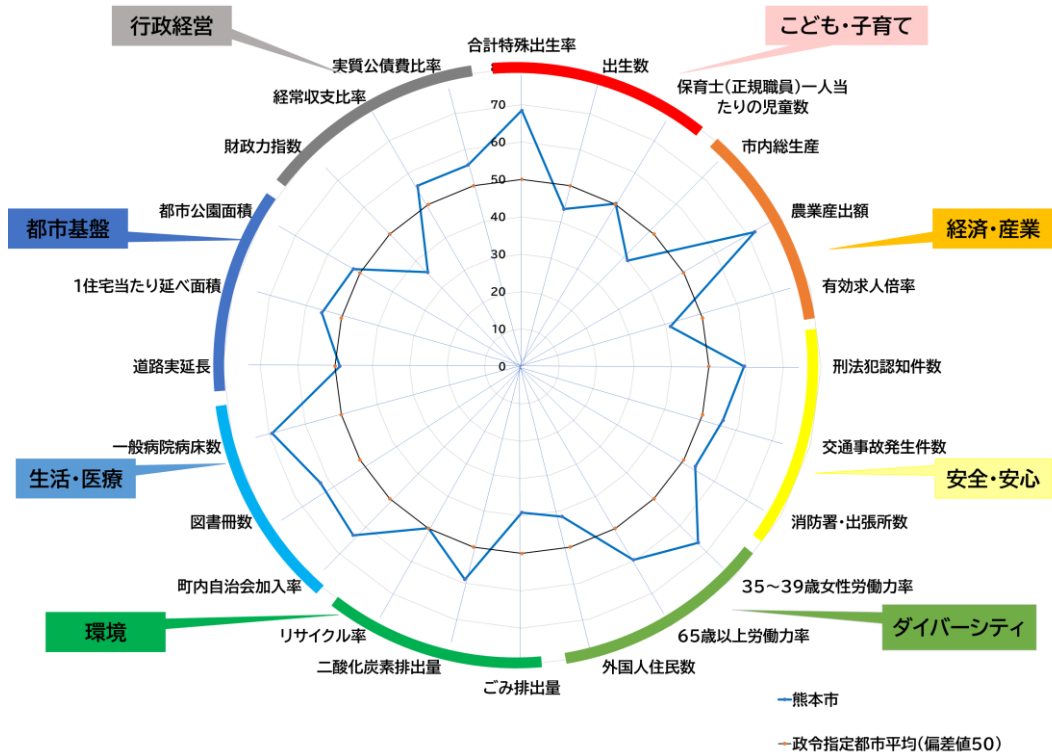 行政経営
こども・子育て
合計特殊出生率
実質公債費比率
出生数
経常収支比率
保育士(正規職員)一人当
たりの児童数
財政力指数
市内総生産
都市公園面積
農業産出額
都市基盤
経済・産業
1住宅当たり延べ面積
有効求人倍率
道路実延長
刑法犯認知件数
一般病院病床数
交通事故発生件数
生活・医療
安全・安心
図書冊数
消防署・出張所数
町内自治会加入率
35~39歳女性労働力率
環境
リサイクル率
65歳以上労働力率
ダイバーシティ
二酸化炭素排出量
外国人住民数
ごみ排出量
70
60
50
40
30
20
10
0
熊本市
政令指定都市平均(偏差値50)